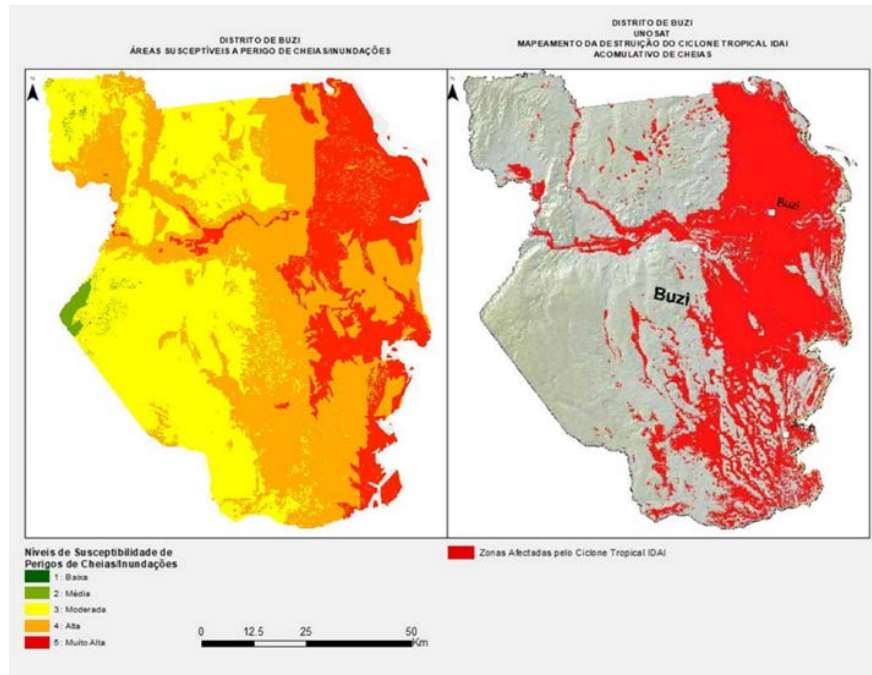 DISTRITO DE BUZI
ÁREAS SUSCEPTÍVEIS A PERIGO DE CHEIAS/INUNDAÇÕES
DISTRITO DE BUZI
UNOSAT
MAPEAMENTO DA DESTRUIÇÃO DO CICLONE TROPICAL IDAI
ACOMULATIVO DE CHEIAS
Buzi
Buzi
Níveis de Susceptibilidade de
Perigos de Cheias/Inundações
1 : Baixa
2 : Média
3 : Moderada
4 : Alta
5 : Muito Alta
Zonas Afectadas pelo Ciclone Tropical IDAI
0 12.5 25 50
Km